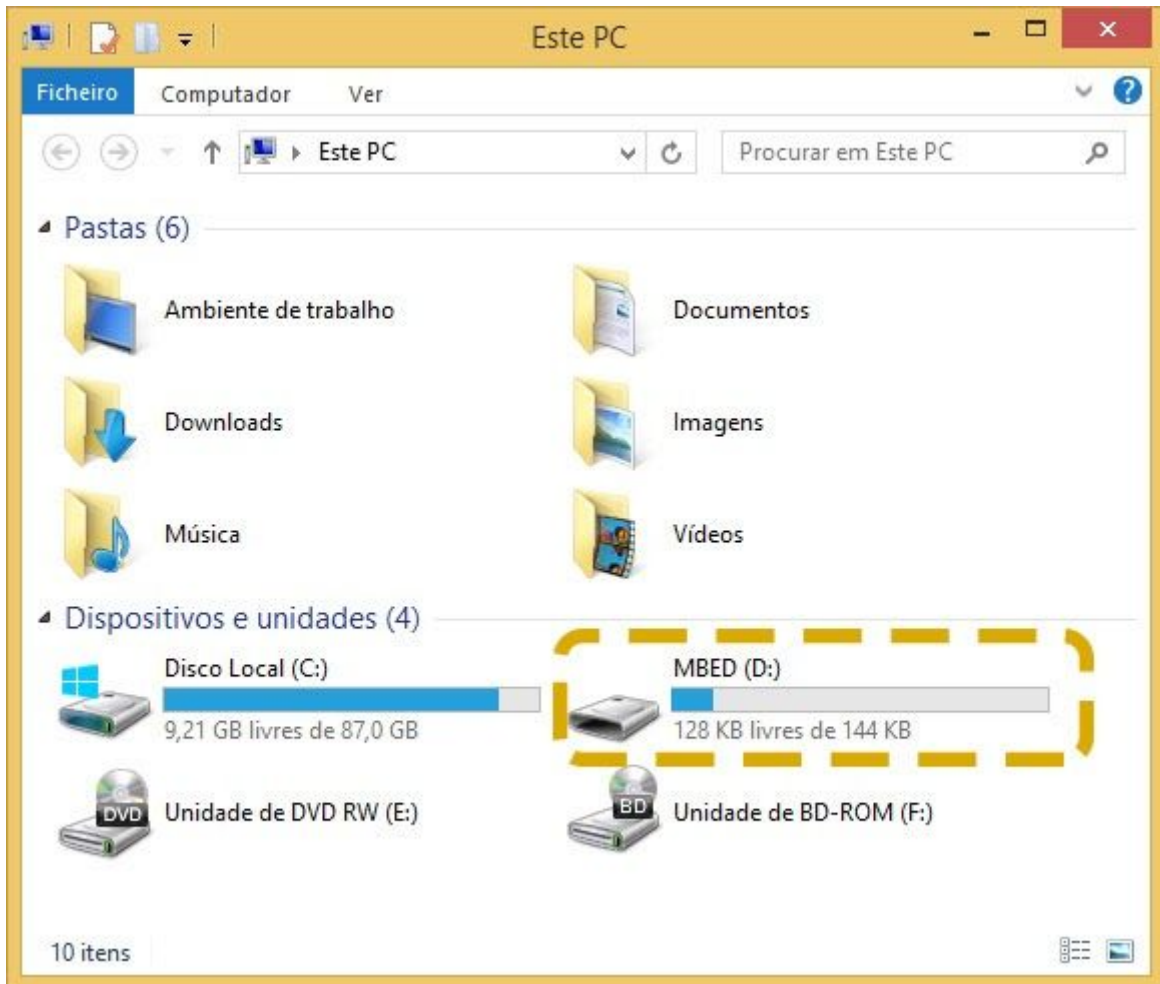 Este PC
Ficheiro Computador Ver
Este PC Procurar em Este PC
Pastas (6)
Ambiente de trabalho
Documentos
Downloads
Imagens
Música
Vídeos
Dispositivos e unidades (4)
Disco Local (C:)
9,21 GB livres de 87,0 GB
MBED (D:)
128 KB livres de 144 KB
DVD
Unidade de DVD RW (E:)
BD
Unidade de BD-ROM (F:)
10 itens